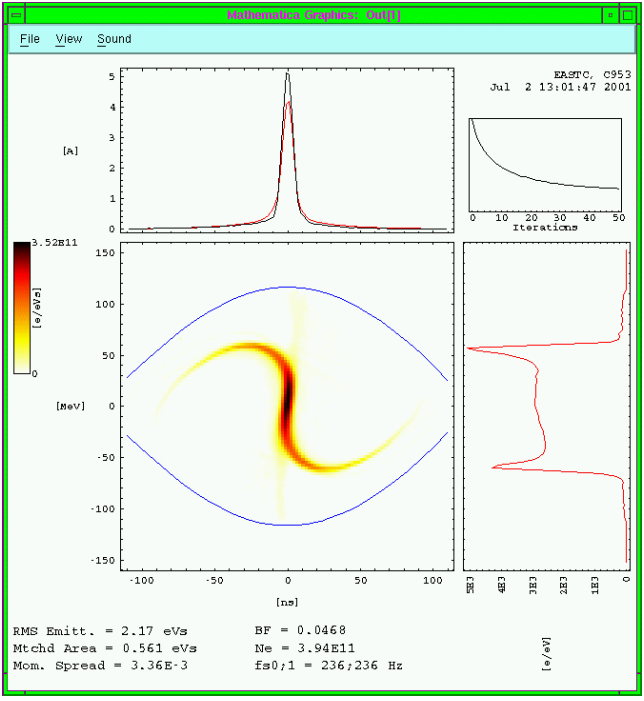 Mathematica Graphics: Out[1]
File View Sound
EASTC, C953
Jul 2 13:01:47 2001
5
4
3
2
1
0
[A]
0 10 20 30 40 50
Iterations
3.52E11
[e/eVs]
0
150
100
50
0
-50
-100
-150
[MeV]
-100 -50 0 50 100
[ns]
5E3 4E3 3E3 2E3 1E3 0
[e/eV]
RMS Emitt. = 2.17 eVs BF = 0.0468
Mtchd Area = 0.561 eVs Ne = 3.94E11
Mom. Spread = 3.36E-3 fs0;1 = 236;236 Hz